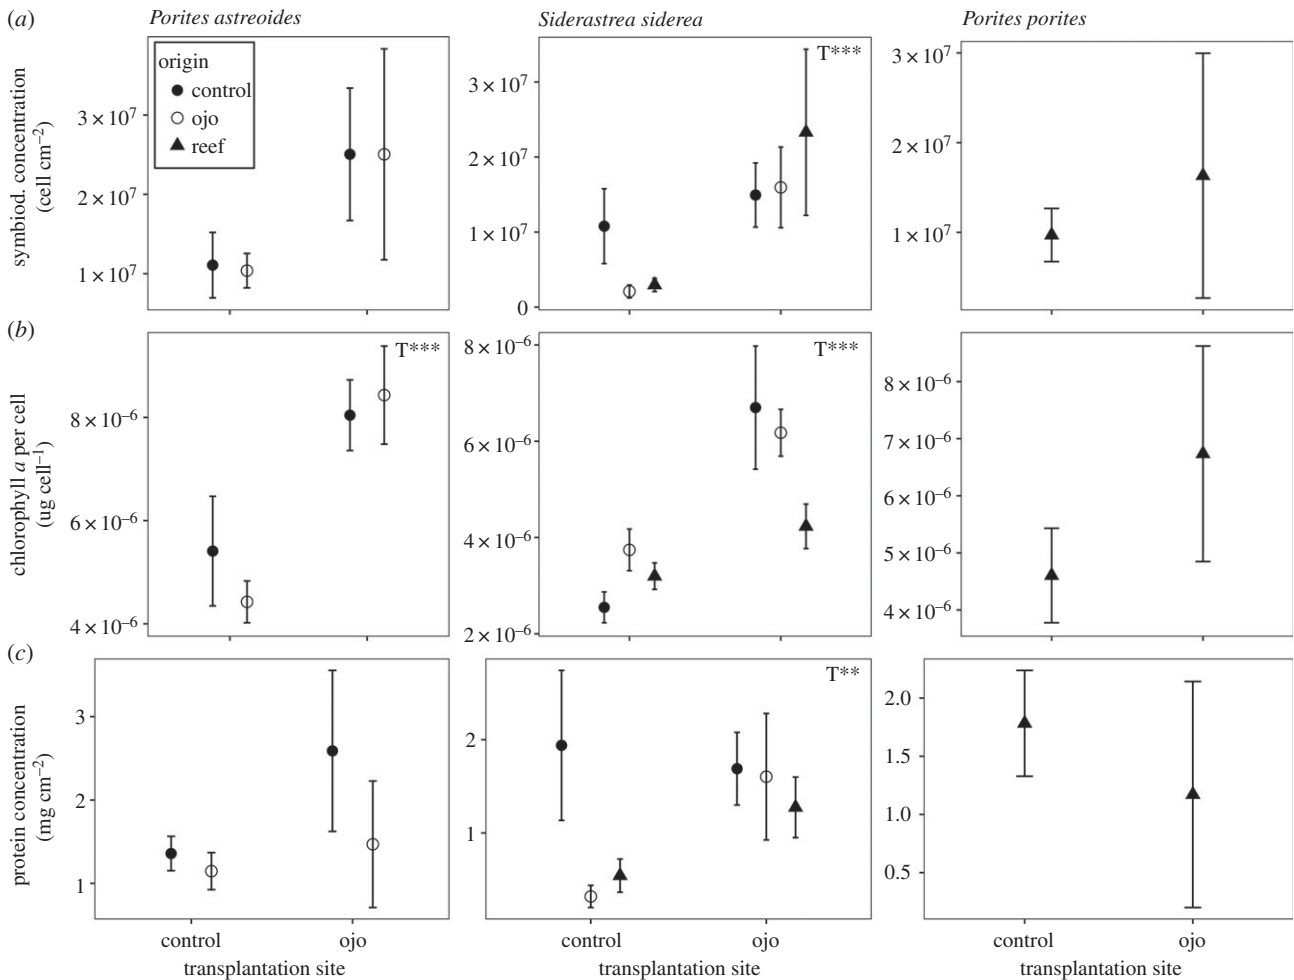 (a)
Porites astreoides
Siderastrea siderea
Porites porites
symbiod. concentration
(cell cm⁻²)
3 × 10⁷
2 × 10⁷
1 × 10⁷
origin
control
ojo
reef
T***
3 × 10⁷
2 × 10⁷
1 × 10⁷
0
3 × 10⁷
2 × 10⁷
1 × 10⁷
(b)
chlorophyll a per cell
(ug cell⁻¹)
T***
8 × 10⁻⁶
6 × 10⁻⁶
4 × 10⁻⁶
T***
8 × 10⁻⁶
6 × 10⁻⁶
4 × 10⁻⁶
2 × 10⁻⁶
8 × 10⁻⁶
7 × 10⁻⁶
6 × 10⁻⁶
5 × 10⁻⁶
4 × 10⁻⁶
(c)
protein concentration
(mg cm⁻²)
3
2
1
T**
2
1
2.0
1.5
1.0
0.5
control
ojo
control
ojo
control
ojo
transplantation site
transplantation site
transplantation site